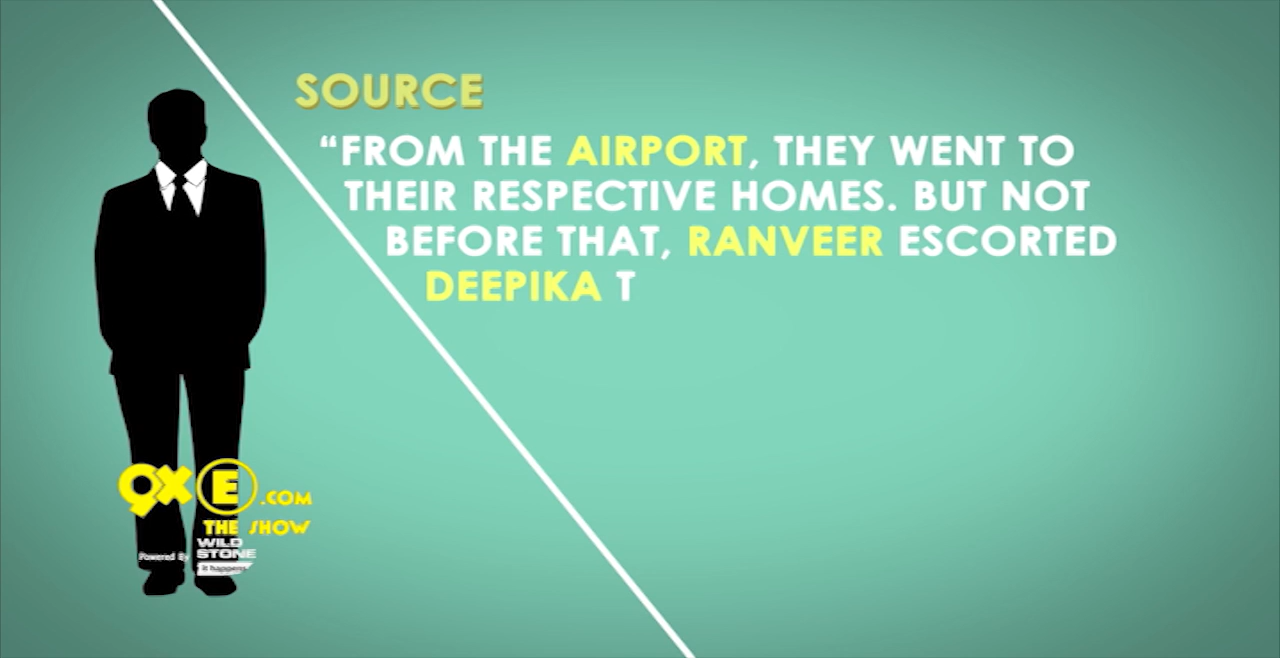 SOURCE
“FROM THE AIRPORT, THEY WENT TO
THEIR RESPECTIVE HOMES. BUT NOT
BEFORE THAT, RANVEER ESCORTED
DEEPIKA T
9X E .COM
THE SHOW
Powered By WILD STONE
it happens.